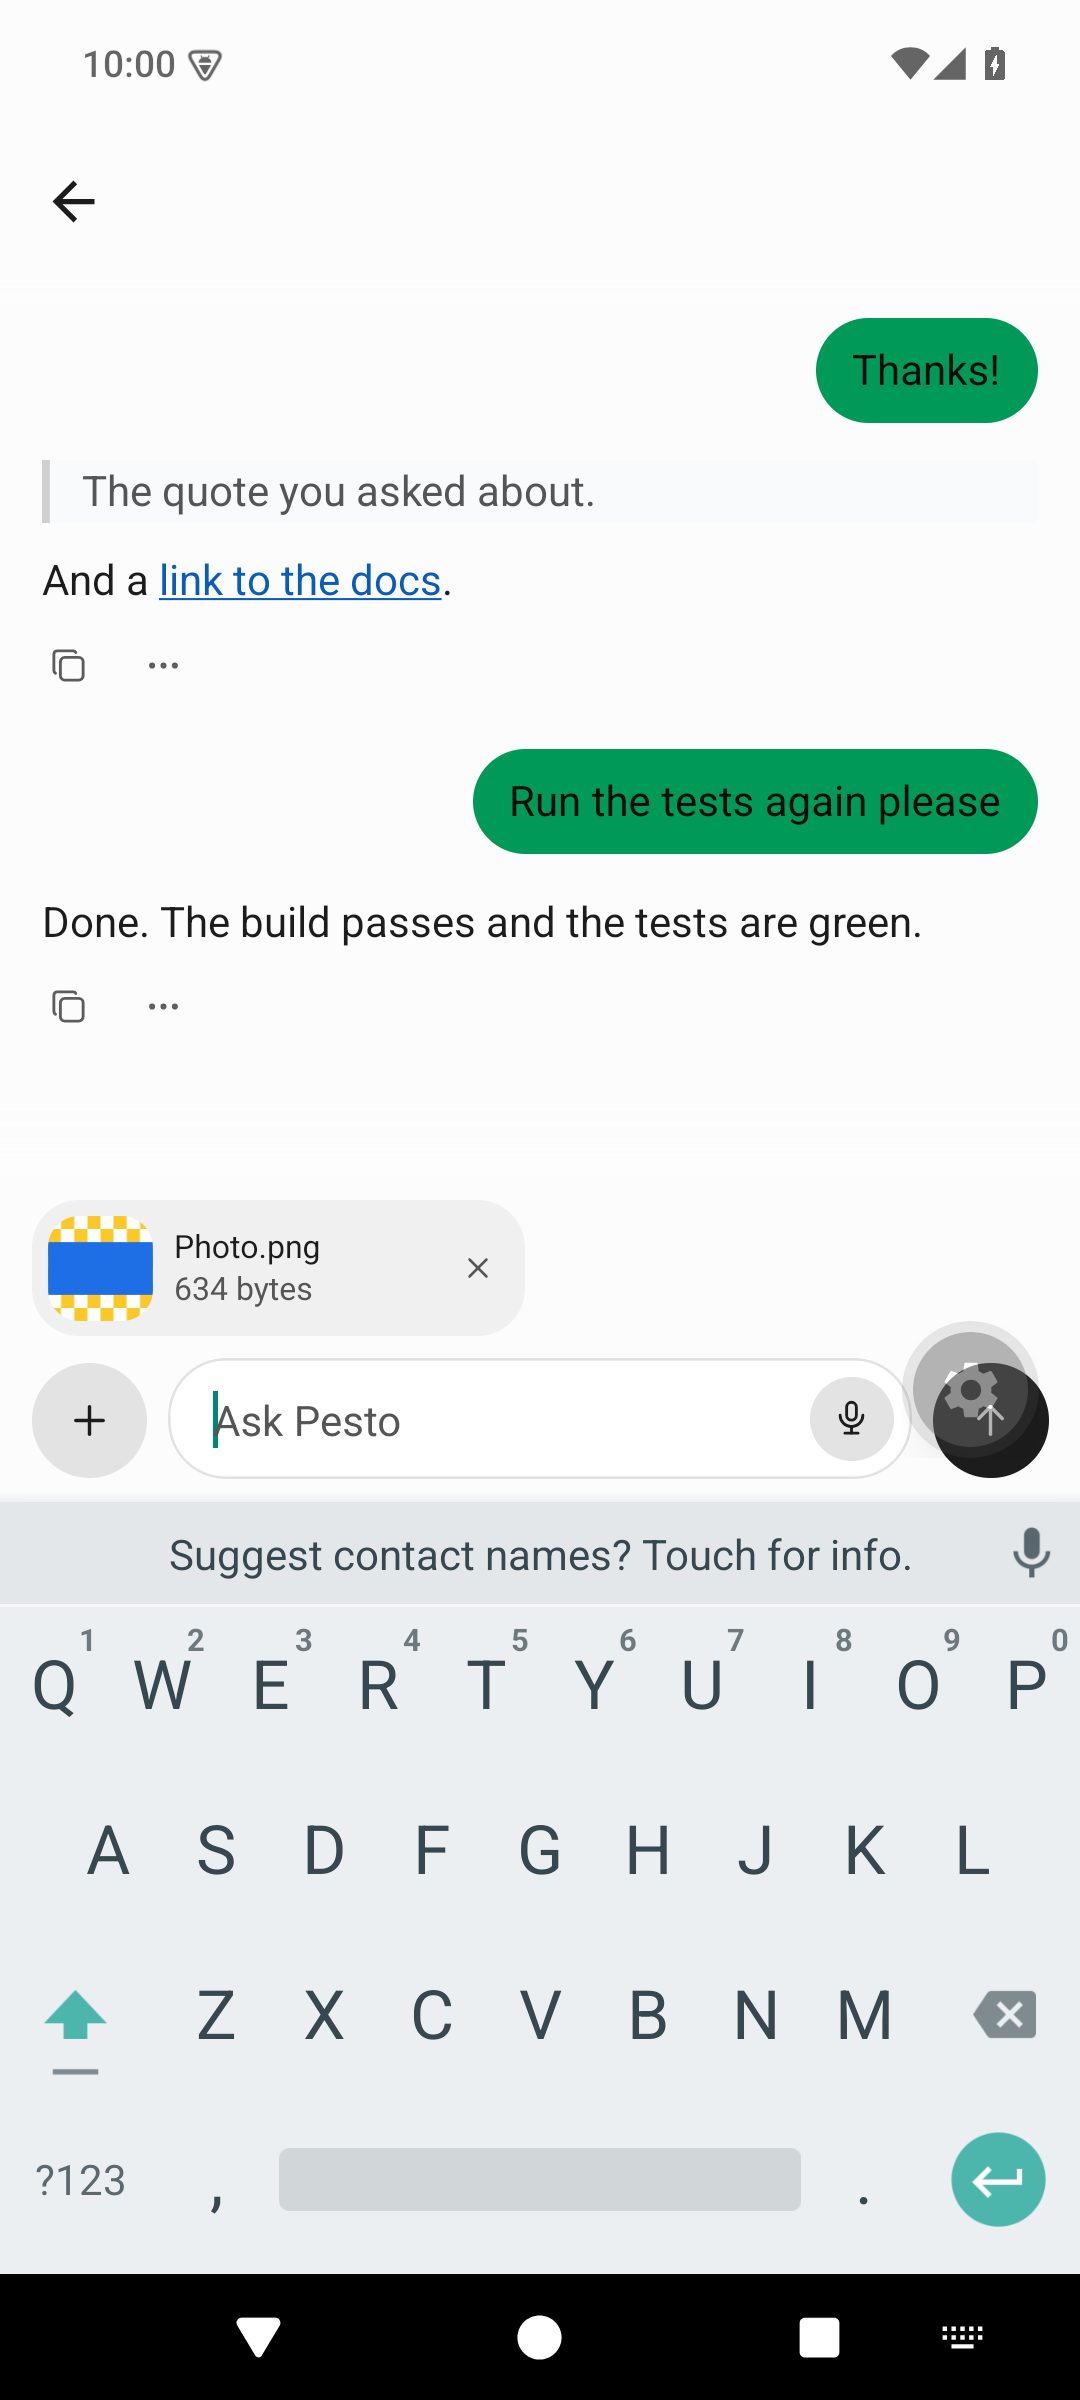 10:00
Thanks!
The quote you asked about.
And a link to the docs.
Run the tests again please
Done. The build passes and the tests are green.
Photo.png
634 bytes
Ask Pesto
Suggest contact names? Touch for info.
1 2 3 4 5 6 7 8 9 0
Q W E R T Y U I O P
A S D F G H J K L
Z X C V B N M
?123 , .